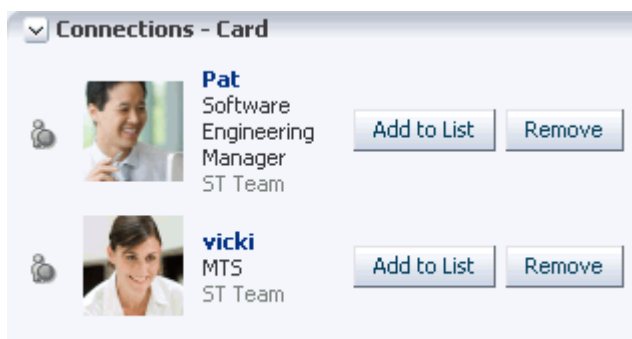 Connections - Card
Pat
Software
Engineering
Manager
ST Team
Add to List
Remove
vicki
MTS
ST Team
Add to List
Remove